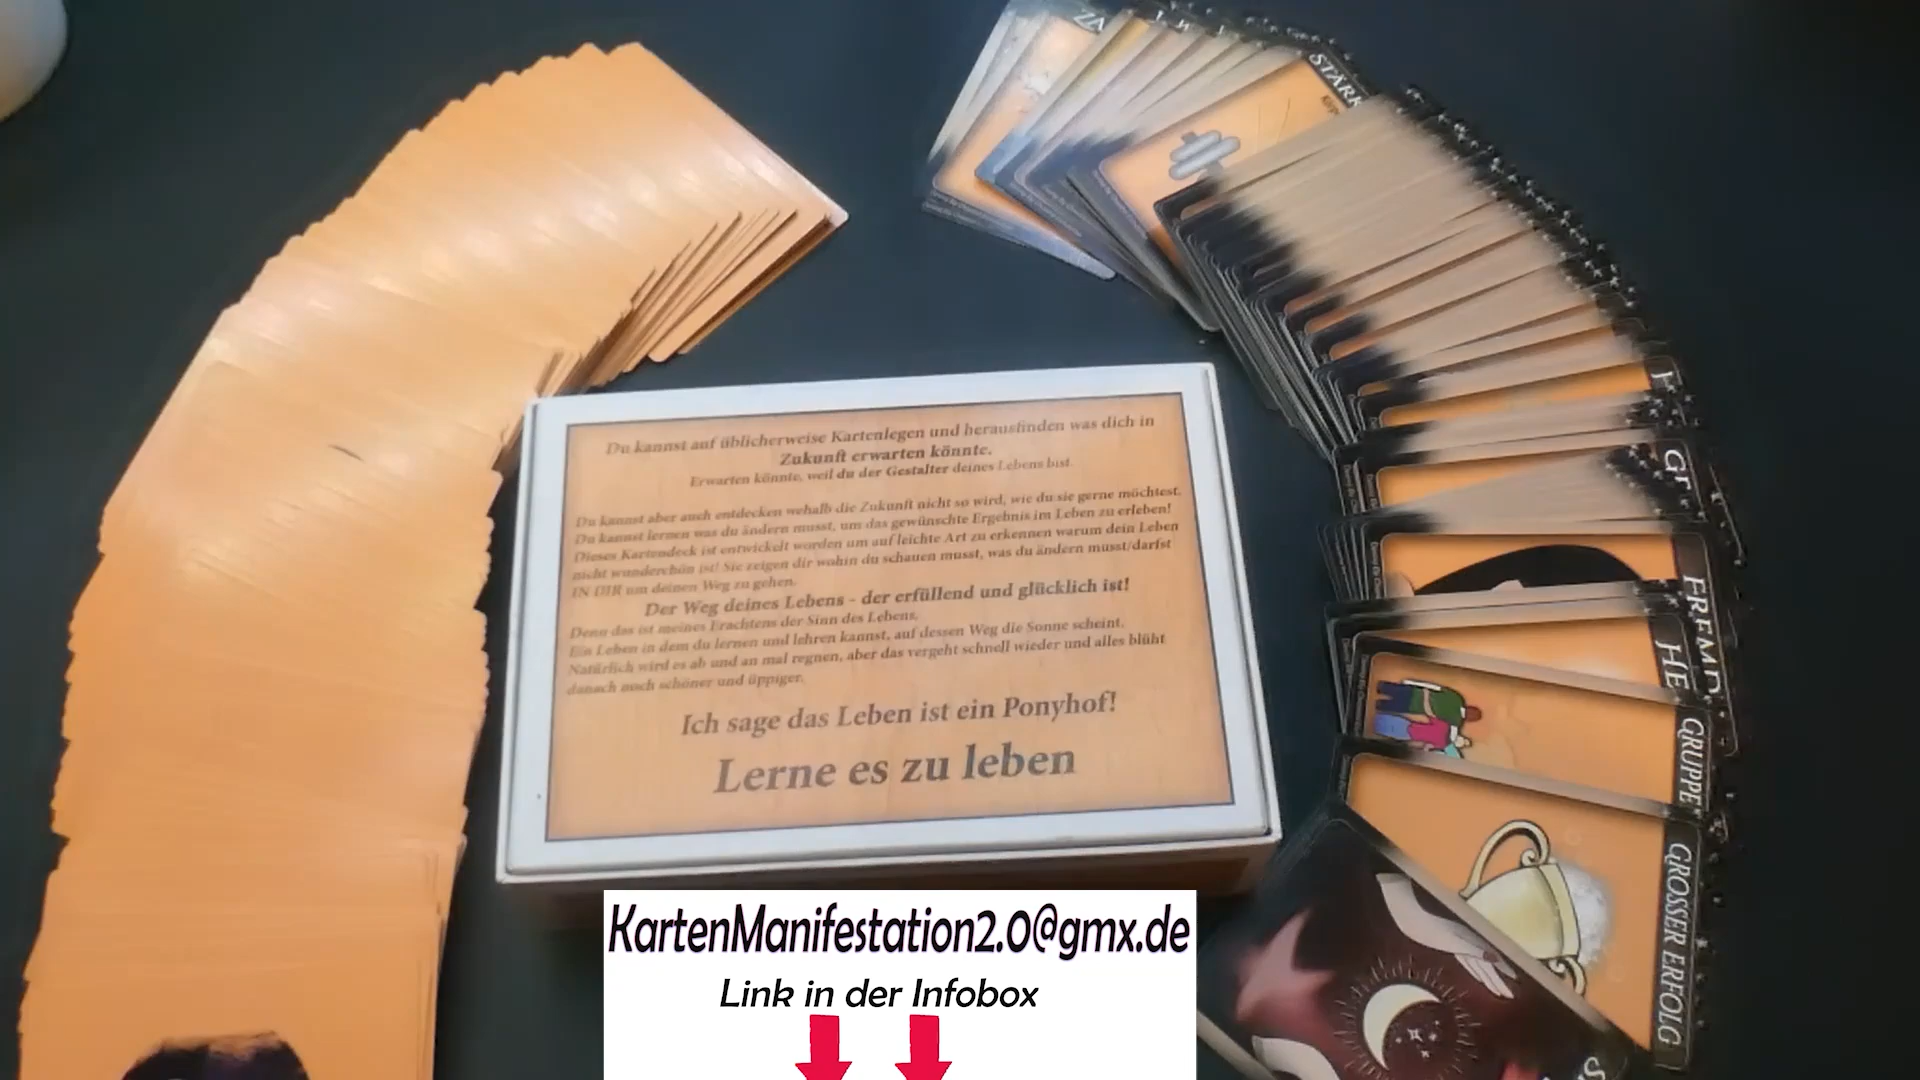 STÄRK
Du kannst auf üblicherweise Kartenlegen und herausfinden was dich in
Zukunft erwarten könnte.
Erwarten könnte, weil du der Gestalter deines Lebens bist.
Du kannst aber auch entdecken wehalb die Zukunft nicht so wird, wie du sie gerne möchtest.
Du kannst lernen was du ändern musst, um das gewünschte Ergebnis im Leben zu erleben!
Dieses Kartendeck ist entwickelt worden um auf leichte Art zu erkennen warum dein Leben
nicht wunderschön ist! Sie zeigen dir wohin du schauen musst, was du ändern musst/darfst
IN DIR um deinen Weg zu gehen.
Der Weg deines Lebens - der erfüllend und glücklich ist!
Denn das ist meines Erachtens der Sinn des Lebens,
Ein Leben in dem du lernen und lehren kannst, auf dessen Weg die Sonne scheint.
Natürlich wird es ab und an mal regnen, aber das vergeht schnell wieder und alles blüht
danach noch schöner und üppiger.
Ich sage das Leben ist ein Ponyhof!
Lerne es zu leben
GR
FREMD
HE
GRUPPE
GROSSER ERFOLG
KartenManifestation2.0@gmx.de
Link in der Infobox